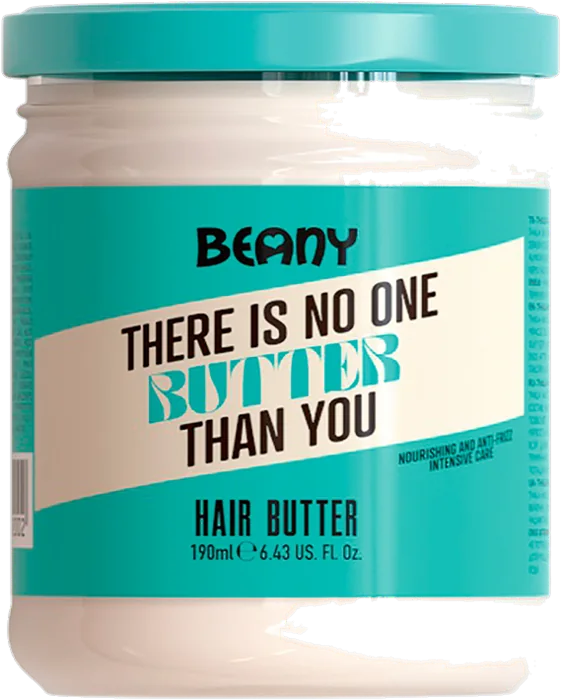 BEANY
THERE IS NO ONE
BUTTER
THAN YOU
NOURISHING AND ANTI-FRIZZ
INTENSIVE CARE
HAIR BUTTER
190ml ℮ 6.43 US. FL Oz.